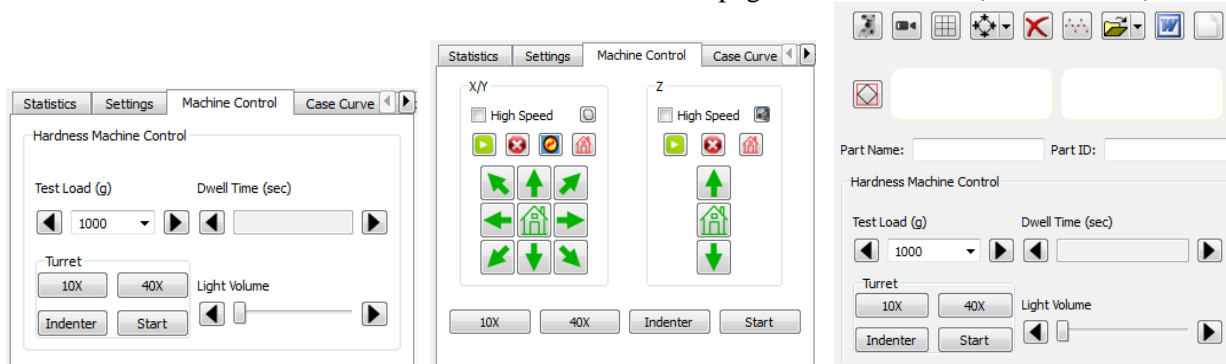 page
Statistics Settings Machine Control Case Curve
Hardness Machine Control
Test Load (g) Dwell Time (sec)
1000
Turret
10X 40X Light Volume
Indenter Start
Statistics Settings Machine Control Case Curve
X/Y Z
High Speed High Speed
10X 40X Indenter Start
W
Part Name: Part ID:
Hardness Machine Control
Test Load (g) Dwell Time (sec)
1000
Turret
10X 40X Light Volume
Indenter Start